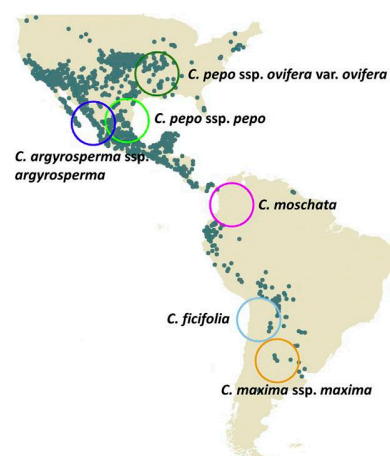 C. pepo ssp. ovifera var. ovifera
C. pepo ssp. pepo
C. argyrosperma ssp.
argyrosperma
C. moschata
C. ficifolia
C. maxima ssp. maxima